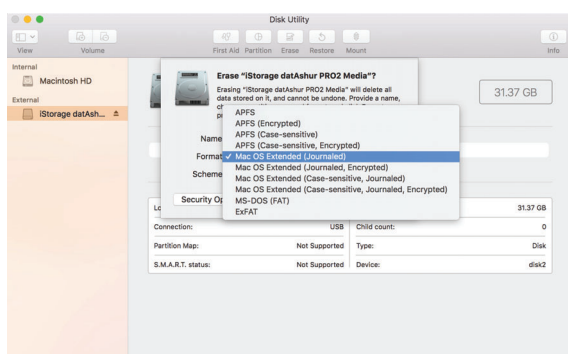 Disk Utility
View
Volume
First Aid
Partition
Erase
Restore
Mount
Info
Internal
Macintosh HD
External
iStorage datAsh...
Erase “iStorage datAshur PRO2 Media”?
Erasing “iStorage datAshur PRO2 Media” will delete all
data stored on it, and cannot be undone. Provide a name,
31.37 GB
APFS
APFS (Encrypted)
APFS (Case-sensitive)
APFS (Case-sensitive, Encrypted)
Name
Format
✓ Mac OS Extended (Journaled)
Mac OS Extended (Journaled, Encrypted)
Scheme
Mac OS Extended (Case-sensitive, Journaled)
Mac OS Extended (Case-sensitive, Journaled, Encrypted)
Security Op
MS-DOS (FAT)
ExFAT
Lo
31.37 GB
Connection:
USB
Child count:
0
Partition Map:
Not Supported
Type:
Disk
S.M.A.R.T. status:
Not Supported
Device:
disk2